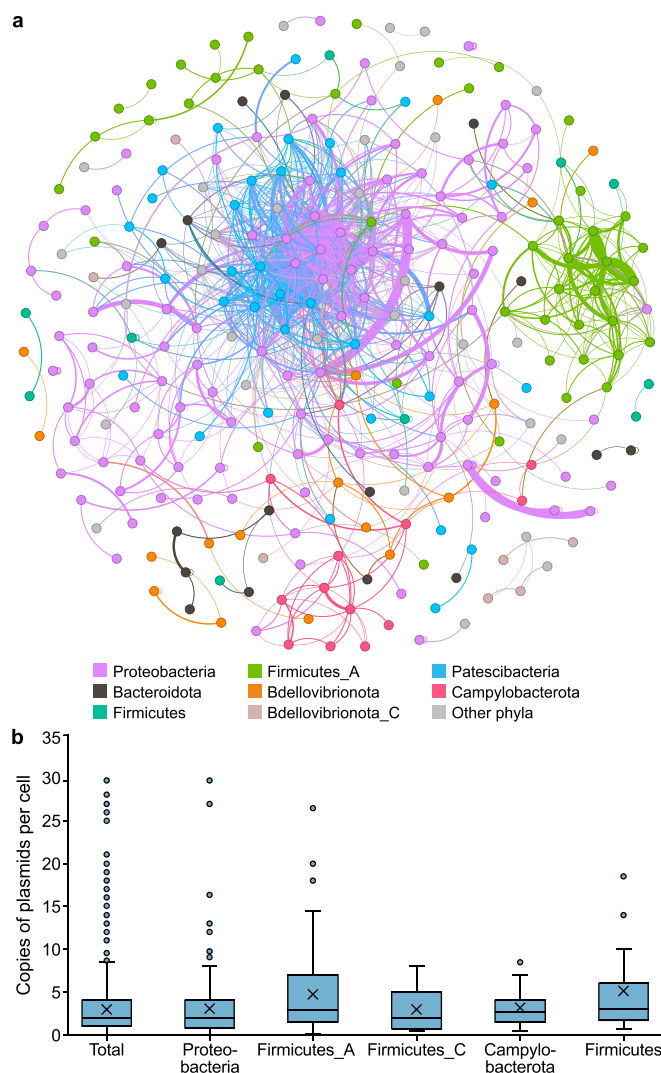 a
Proteobacteria Firmicutes_A Patescibacteria
Bacteroidota Bdellovibrionota Campylobacterota
Firmicutes Bdellovibrionota_C Other phyla
b
Copies of plasmids per cell
35
30
25
20
15
10
5
0
Total Proteo-
bacteria Firmicutes_A Firmicutes_C Campylo-
bacterota Firmicutes